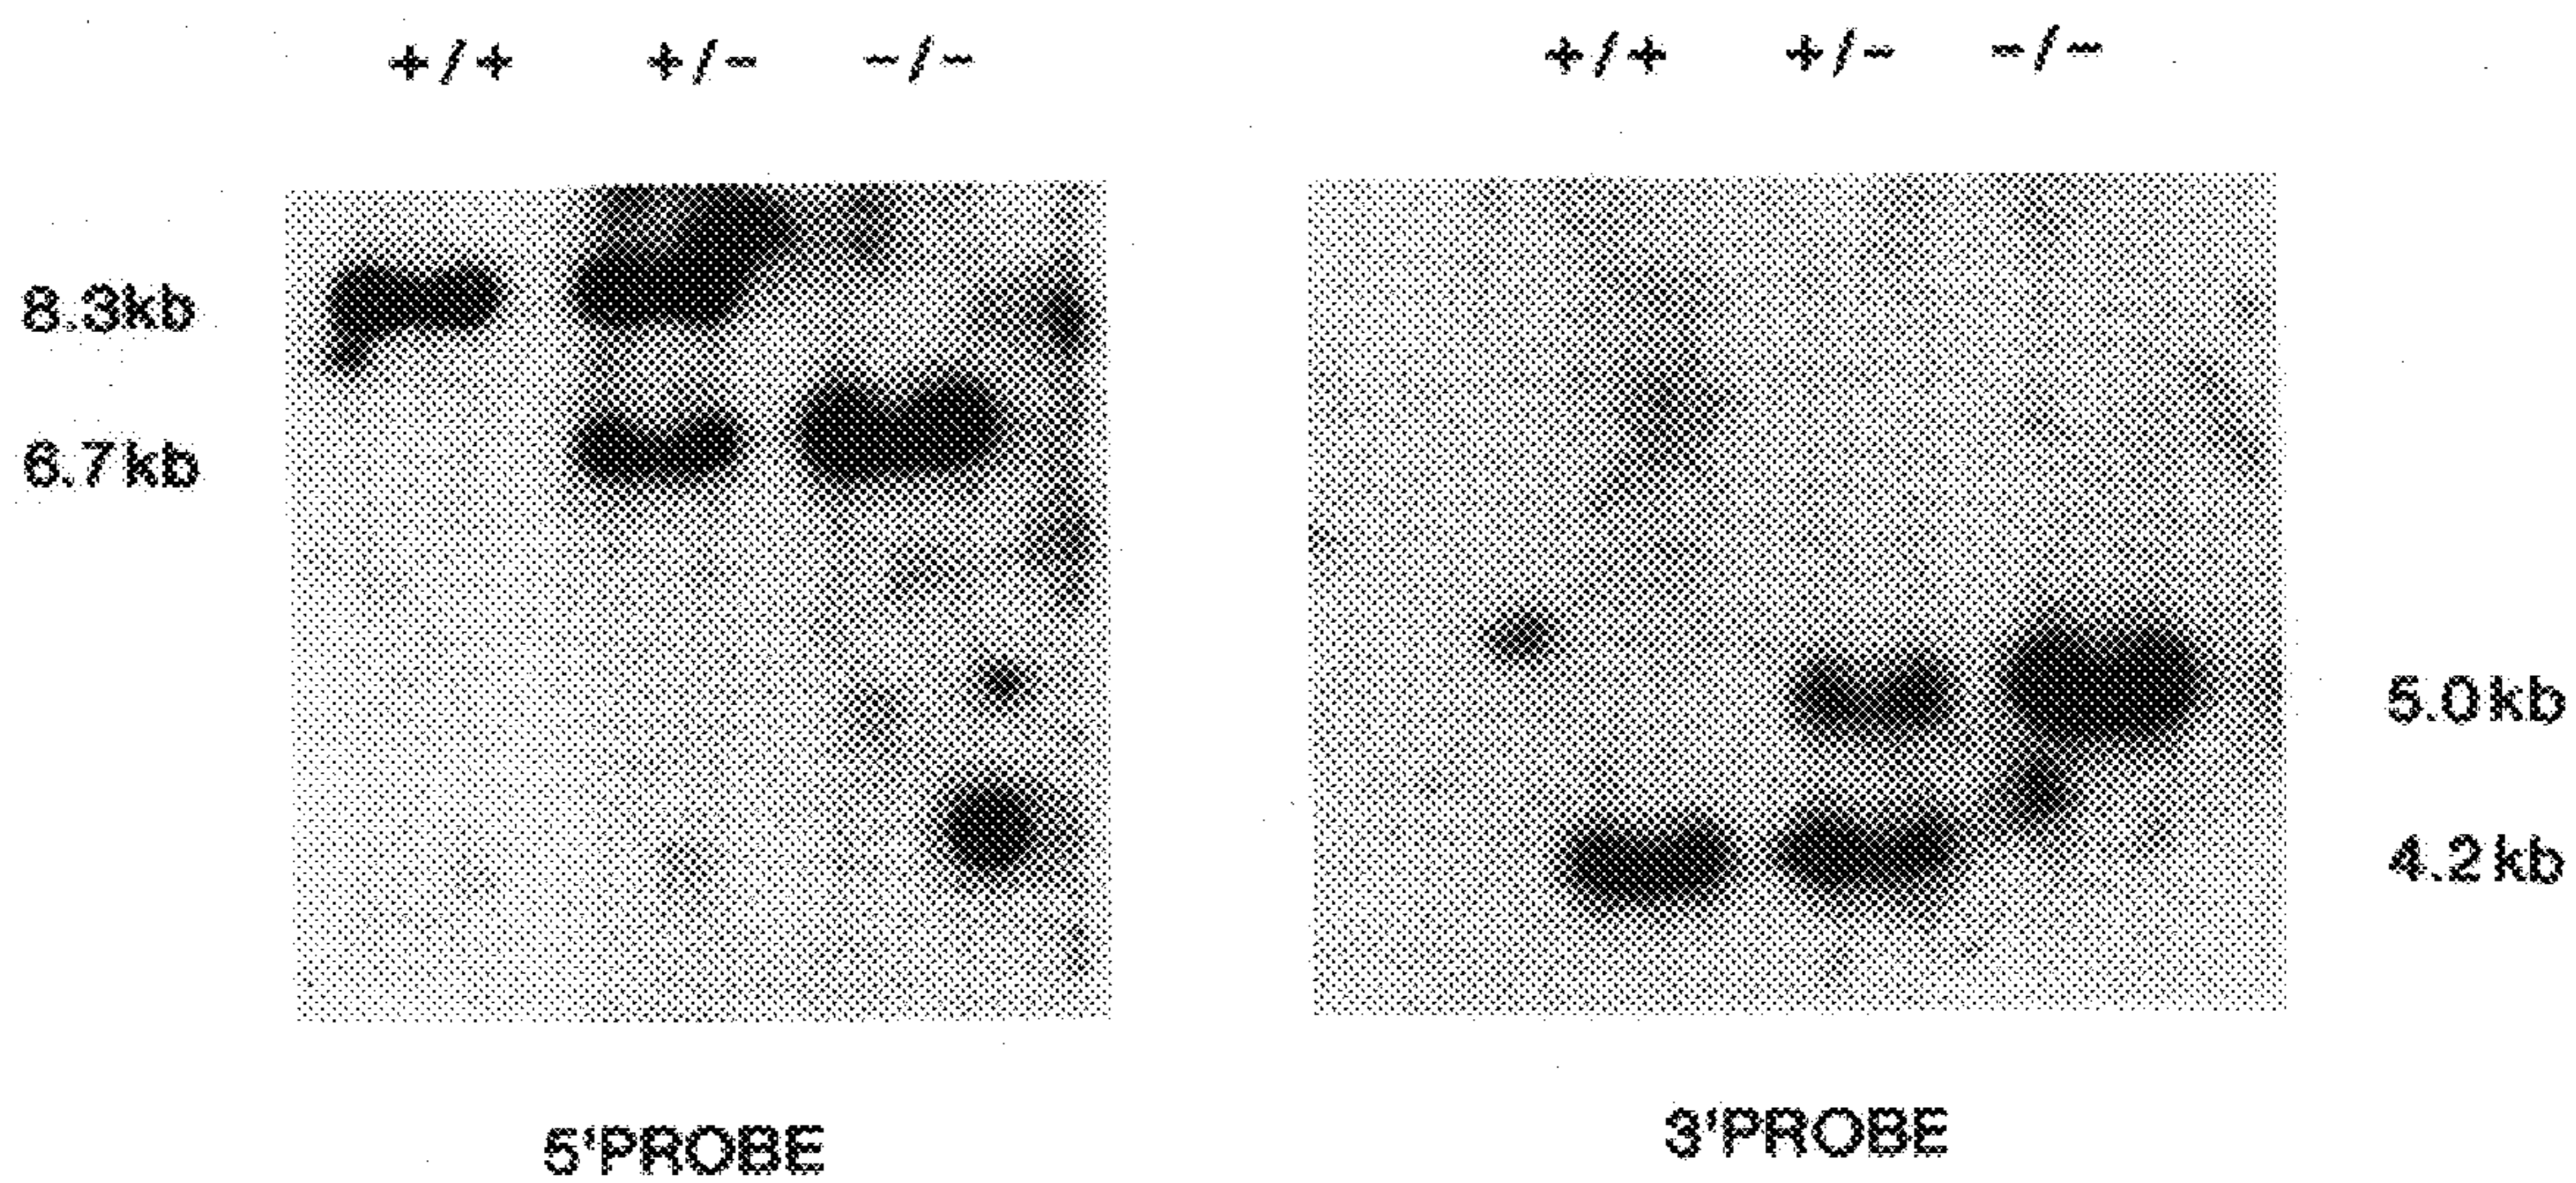 +/+ +/- -/- +/+ +/- -/-
8.3kb
6.7kb
5.0kb
4.2kb
5'PROBE
3'PROBE